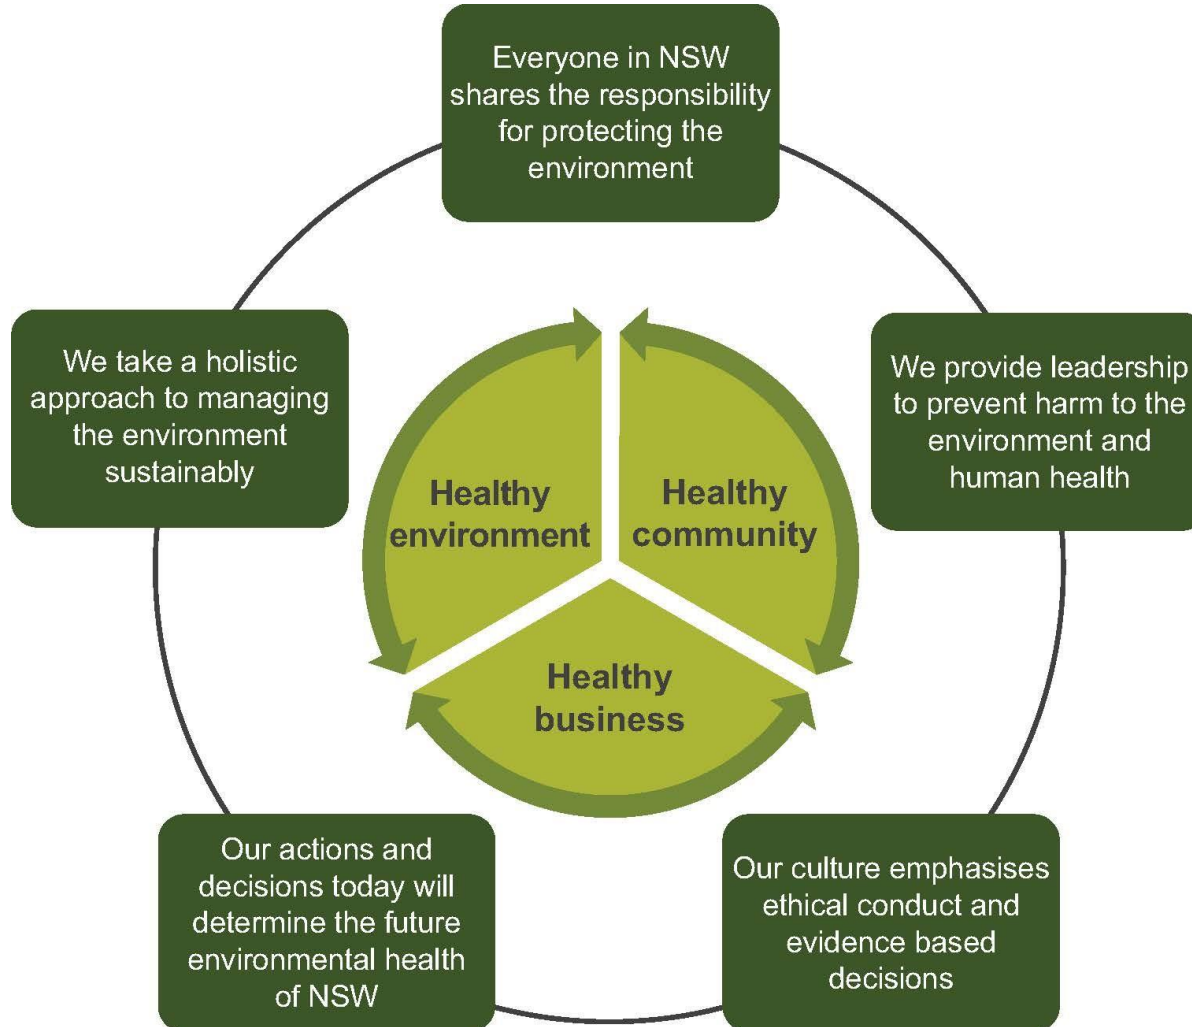 Everyone in NSW
shares the responsibility
for protecting the
environment
We take a holistic
approach to managing
the environment
sustainably
We provide leadership
to prevent harm to the
environment and
human health
Healthy
environment
Healthy
community
Healthy
business
Our actions and
decisions today will
determine the future
environmental health
of NSW
Our culture emphasises
ethical conduct and
evidence based
decisions